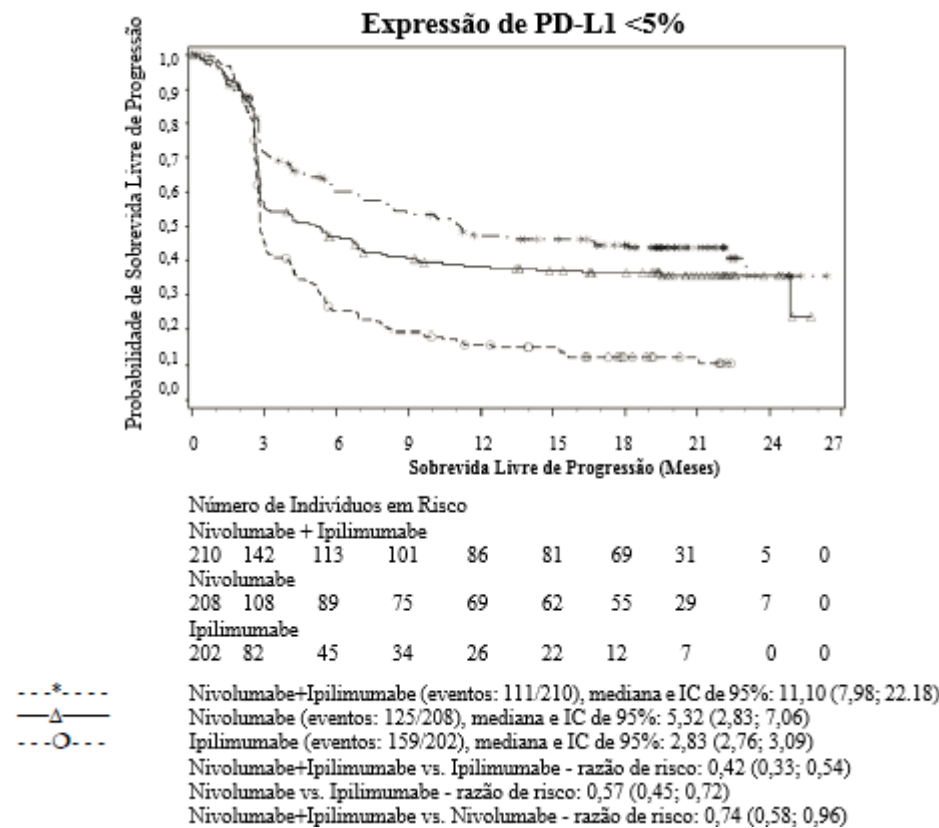 Expressão de PD-L1 <5%
Probabilidade de Sobrevida Livre de Progressão
1,0
0,9
0,8
0,7
0,6
0,5
0,4
0,3
0,2
0,1
0,0
0 3 6 9 12 15 18 21 24 27
Sobrevida Livre de Progressão (Meses)
Número de Indivíduos em Risco
Nivolumabe + Ipilimumabe
210 142 113 101 86 81 69 31 5 0
Nivolumabe
208 108 89 75 69 62 55 29 7 0
Ipilimumabe
202 82 45 34 26 22 12 7 0 0
Nivolumabe+Ipilimumabe (eventos: 111/210), mediana e IC de 95%: 11,10 (7,98; 22.18)
Nivolumabe (eventos: 125/208), mediana e IC de 95%: 5,32 (2,83; 7,06)
Ipilimumabe (eventos: 159/202), mediana e IC de 95%: 2,83 (2,76; 3,09)
Nivolumabe+Ipilimumabe vs. Ipilimumabe - razão de risco: 0,42 (0,33; 0,54)
Nivolumabe vs. Ipilimumabe - razão de risco: 0,57 (0,45; 0,72)
Nivolumabe+Ipilimumabe vs. Nivolumabe - razão de risco: 0,74 (0,58; 0,96)